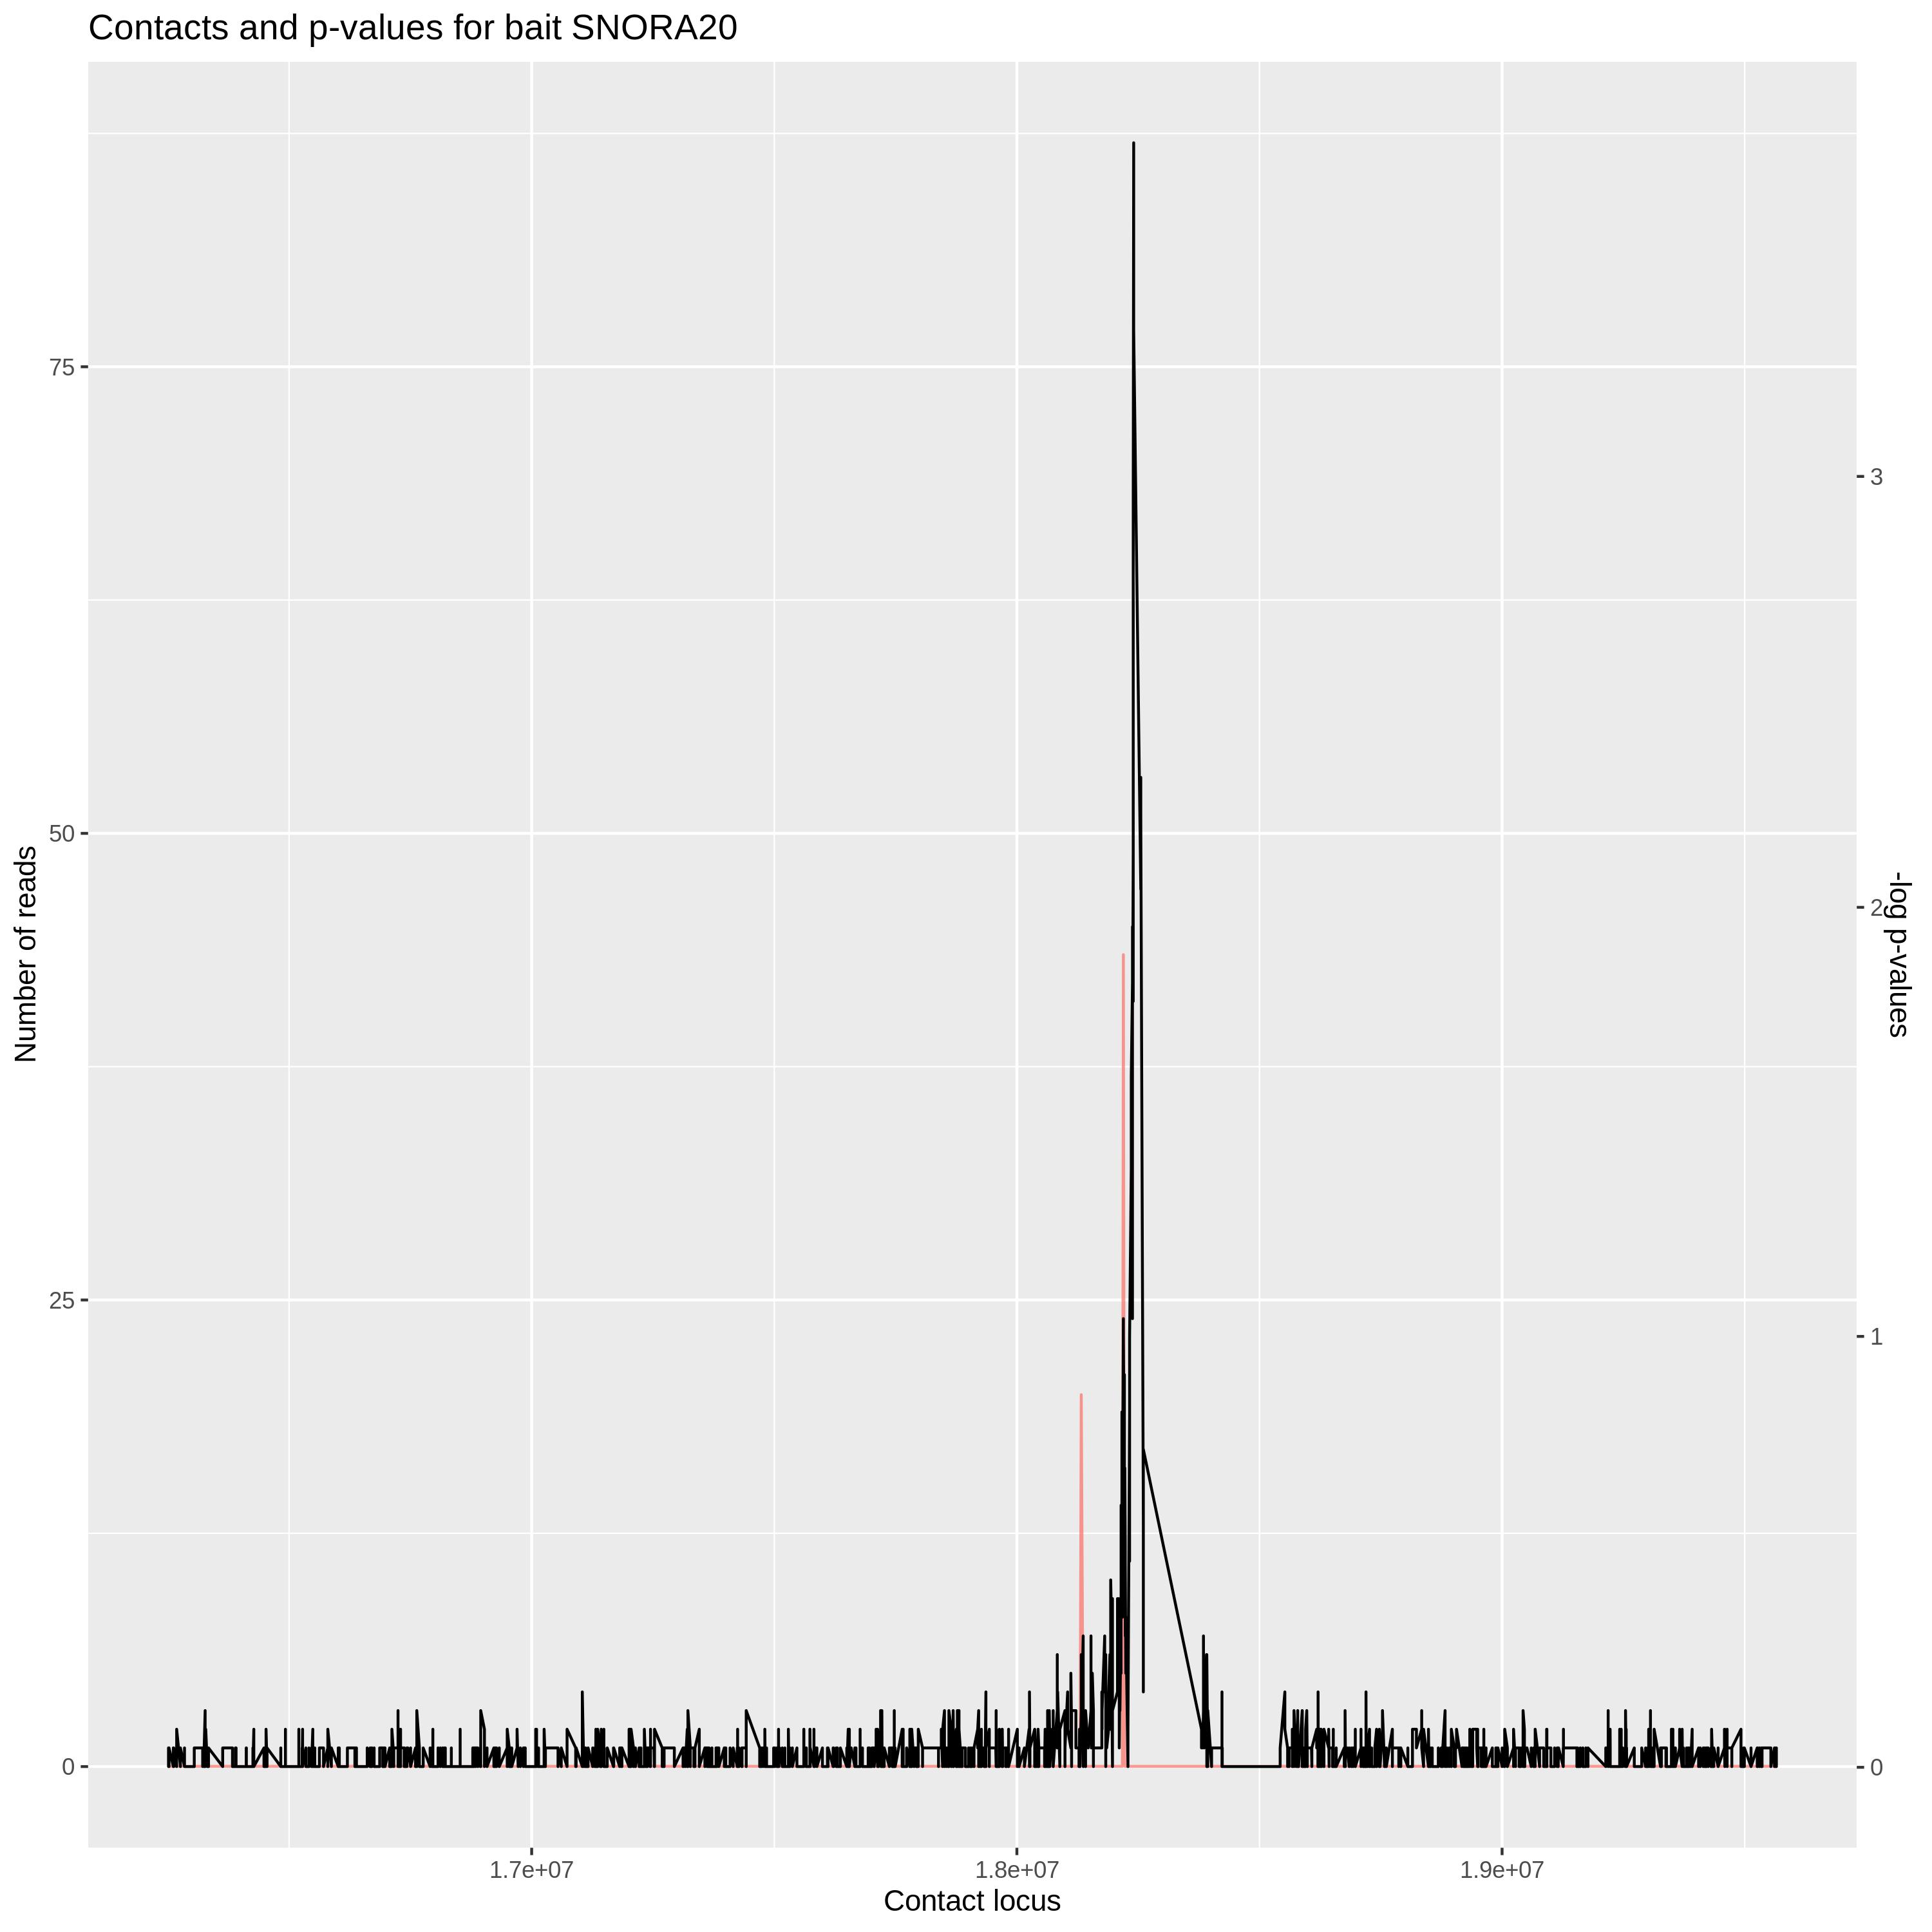 Contacts and p-values for bait SNORA20
75
50
25
0
Number of reads
3
2
1
0
-log p-values
1.7e+07
1.8e+07
1.9e+07
Contact locus